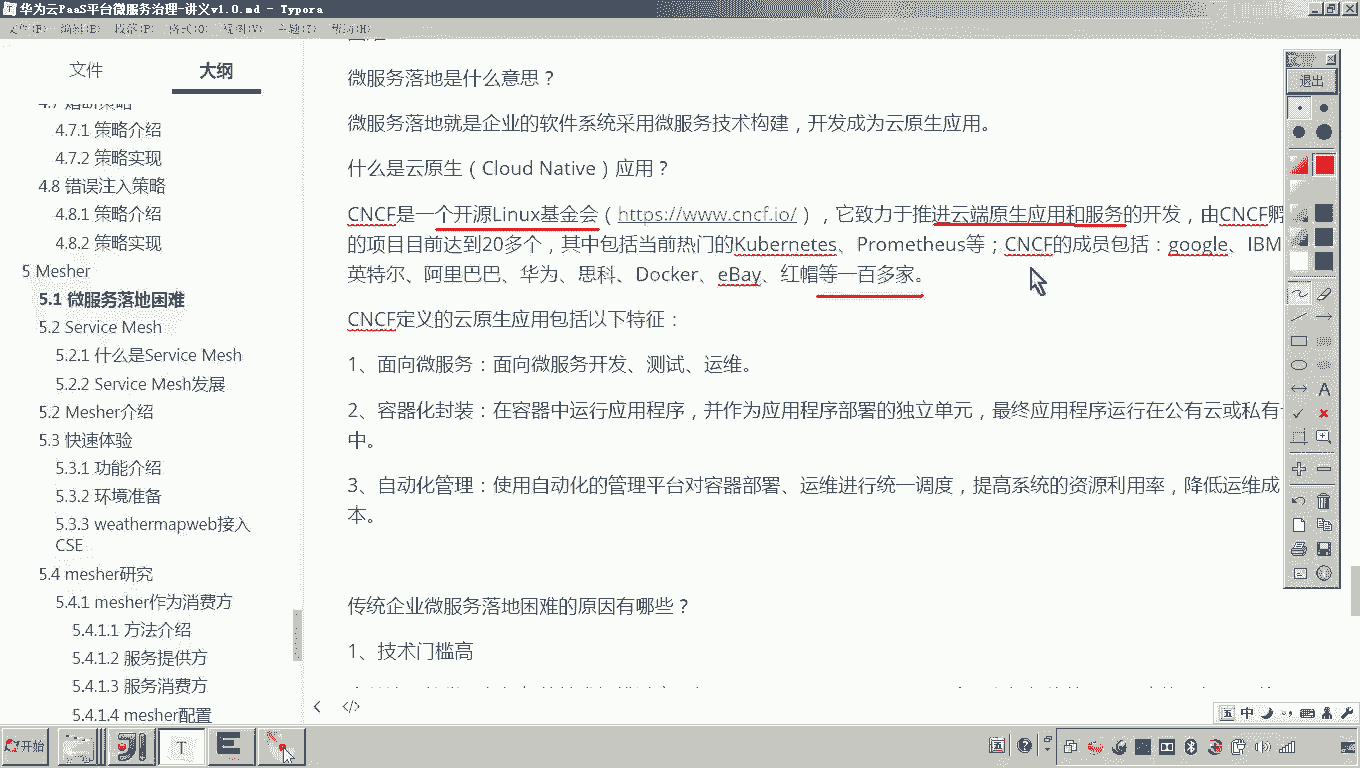 华为云PaaS平台微服务治理-讲义v1.0.md - Typora
文件(F) 编辑(E) 段落(P) 格式(O) 视图(V) 主题(T) 帮助(H)
文件 大纲
4.7 熔断策略
4.7.1 策略介绍
4.7.2 策略实现
4.8 错误注入策略
4.8.1 策略介绍
4.8.2 策略实现
5 Mesher
5.1 微服务落地困难
5.2 Service Mesh
5.2.1 什么是Service Mesh
5.2.2 Service Mesh发展
5.2 Mesher介绍
5.3 快速体验
5.3.1 功能介绍
5.3.2 环境准备
5.3.3 weathermapweb接入
CSE
5.4 mesher研究
5.4.1 mesher作为消费方
5.4.1.1 方法介绍
5.4.1.2 服务提供方
5.4.1.3 服务消费方
5.4.1.4 mesher配置
微服务落地是什么意思？
微服务落地就是企业的软件系统采用微服务技术构建，开发成为云原生应用。
什么是云原生（Cloud Native）应用？
CNCF是一个开源Linux基金会（https://www.cncf.io/），它致力于推进云端原生应用和服务的开发，由CNCF孵
的项目目前达到20多个，其中包括当前热门的Kubernetes、Prometheus等；CNCF的成员包括：google、IBM
英特尔、阿里巴巴、华为、思科、Docker、eBay、红帽等一百多家。
CNCF定义的云原生应用包括以下特征：
1、面向微服务：面向微服务开发、测试、运维。
2、容器化封装：在容器中运行应用程序，并作为应用程序部署的独立单元，最终应用程序运行在公有云或私有
中。
3、自动化管理：使用自动化的管理平台对容器部署、运维进行统一调度，提高系统的资源利用率，降低运维成
本。
传统企业微服务落地困难的原因有哪些？
1、技术门槛高
退出
A
五 中
开始
T
五